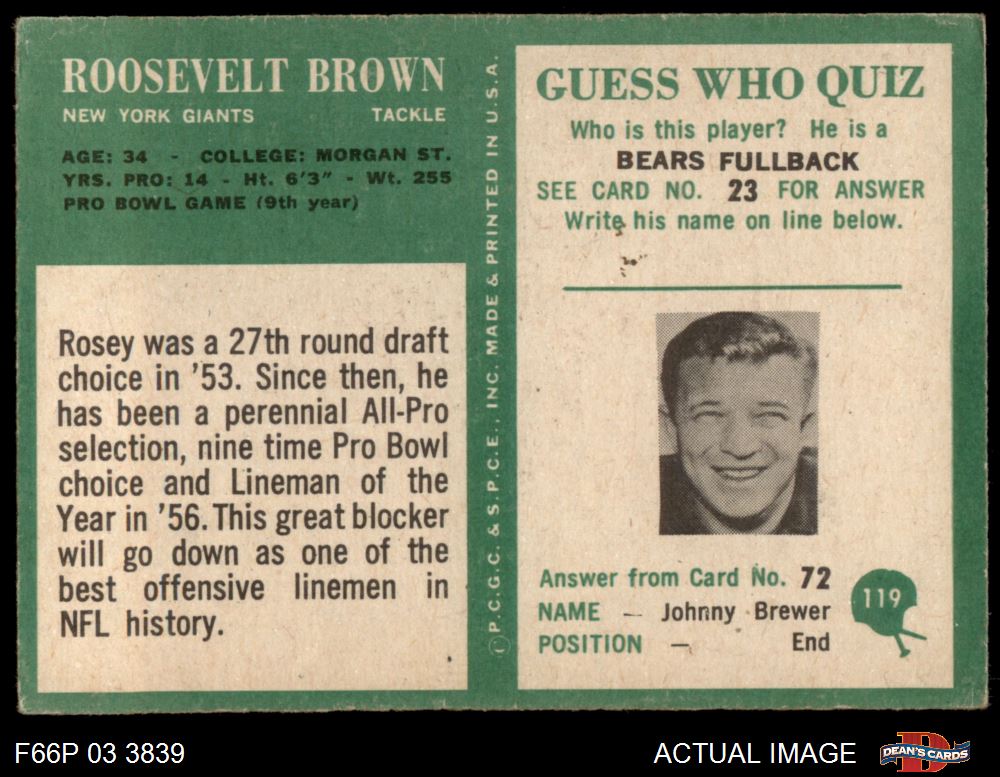 ROOSEVELT BROWN
NEW YORK GIANTS TACKLE
AGE: 34 - COLLEGE: MORGAN ST.
YRS. PRO: 14 - Ht. 6'3" - Wt. 255
PRO BOWL GAME (9th year)
Rosey was a 27th round draft
choice in '53. Since then, he
has been a perennial All-Pro
selection, nine time Pro Bowl
choice and Lineman of the
Year in '56. This great blocker
will go down as one of the
best offensive linemen in
NFL history.
© P.C.G.C. & S.P.C.E., INC. MADE & PRINTED IN U.S.A.
GUESS WHO QUIZ
Who is this player? He is a
BEARS FULLBACK
SEE CARD NO. 23 FOR ANSWER
Write his name on line below.
Answer from Card No. 72
NAME – Johnny Brewer
POSITION – End
119
F66P 03 3839
ACTUAL IMAGE
D
DEAN'S CARDS